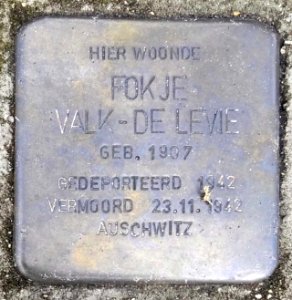 HIER WOONDE
FOKJE
VALK-DE LEVIE
GEB. 1907
GEDEPORTEERD 1942
VERMOORD 23.11.1942
AUSCHWITZ